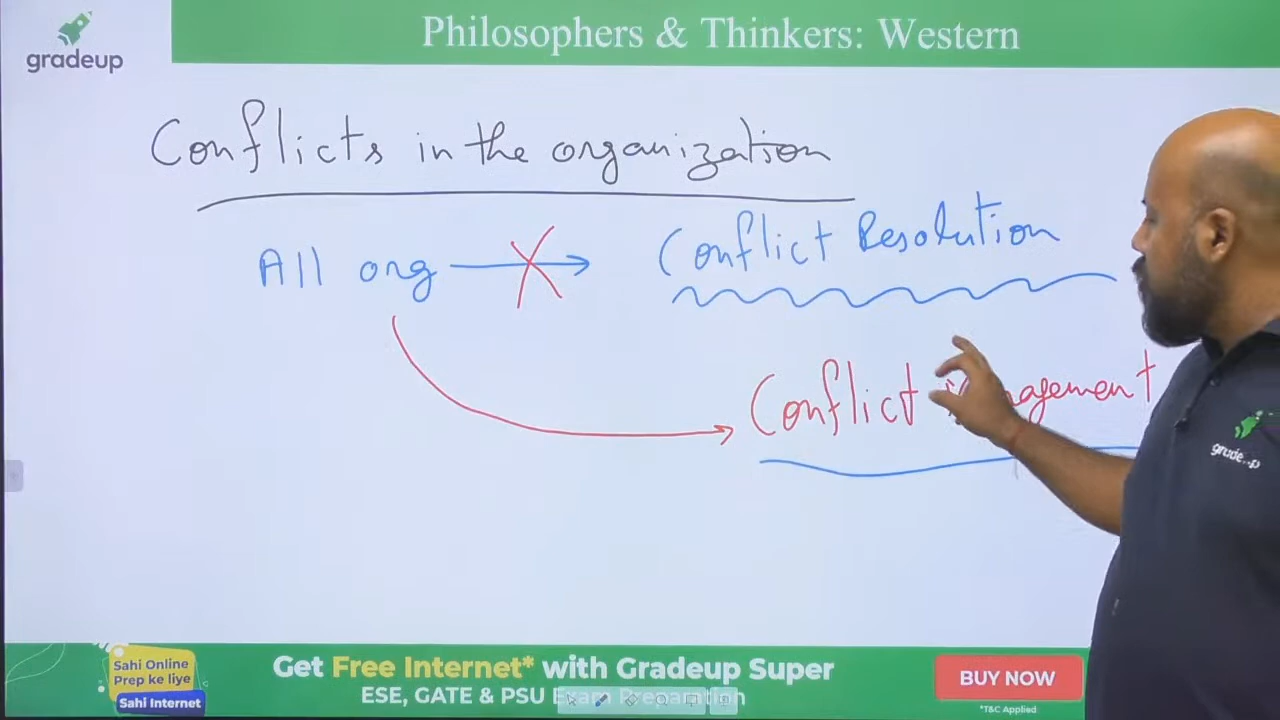 gradeup
Philosophers & Thinkers: Western
Conflicts in the organization
All org
Conflict Resolution
Conflict management
gradeup
Sahi Online
Prep ke liye
Sahi Internet
Get Free Internet* with Gradeup Super
ESE, GATE & PSU Exam Preparation
BUY NOW
*T&C Applied